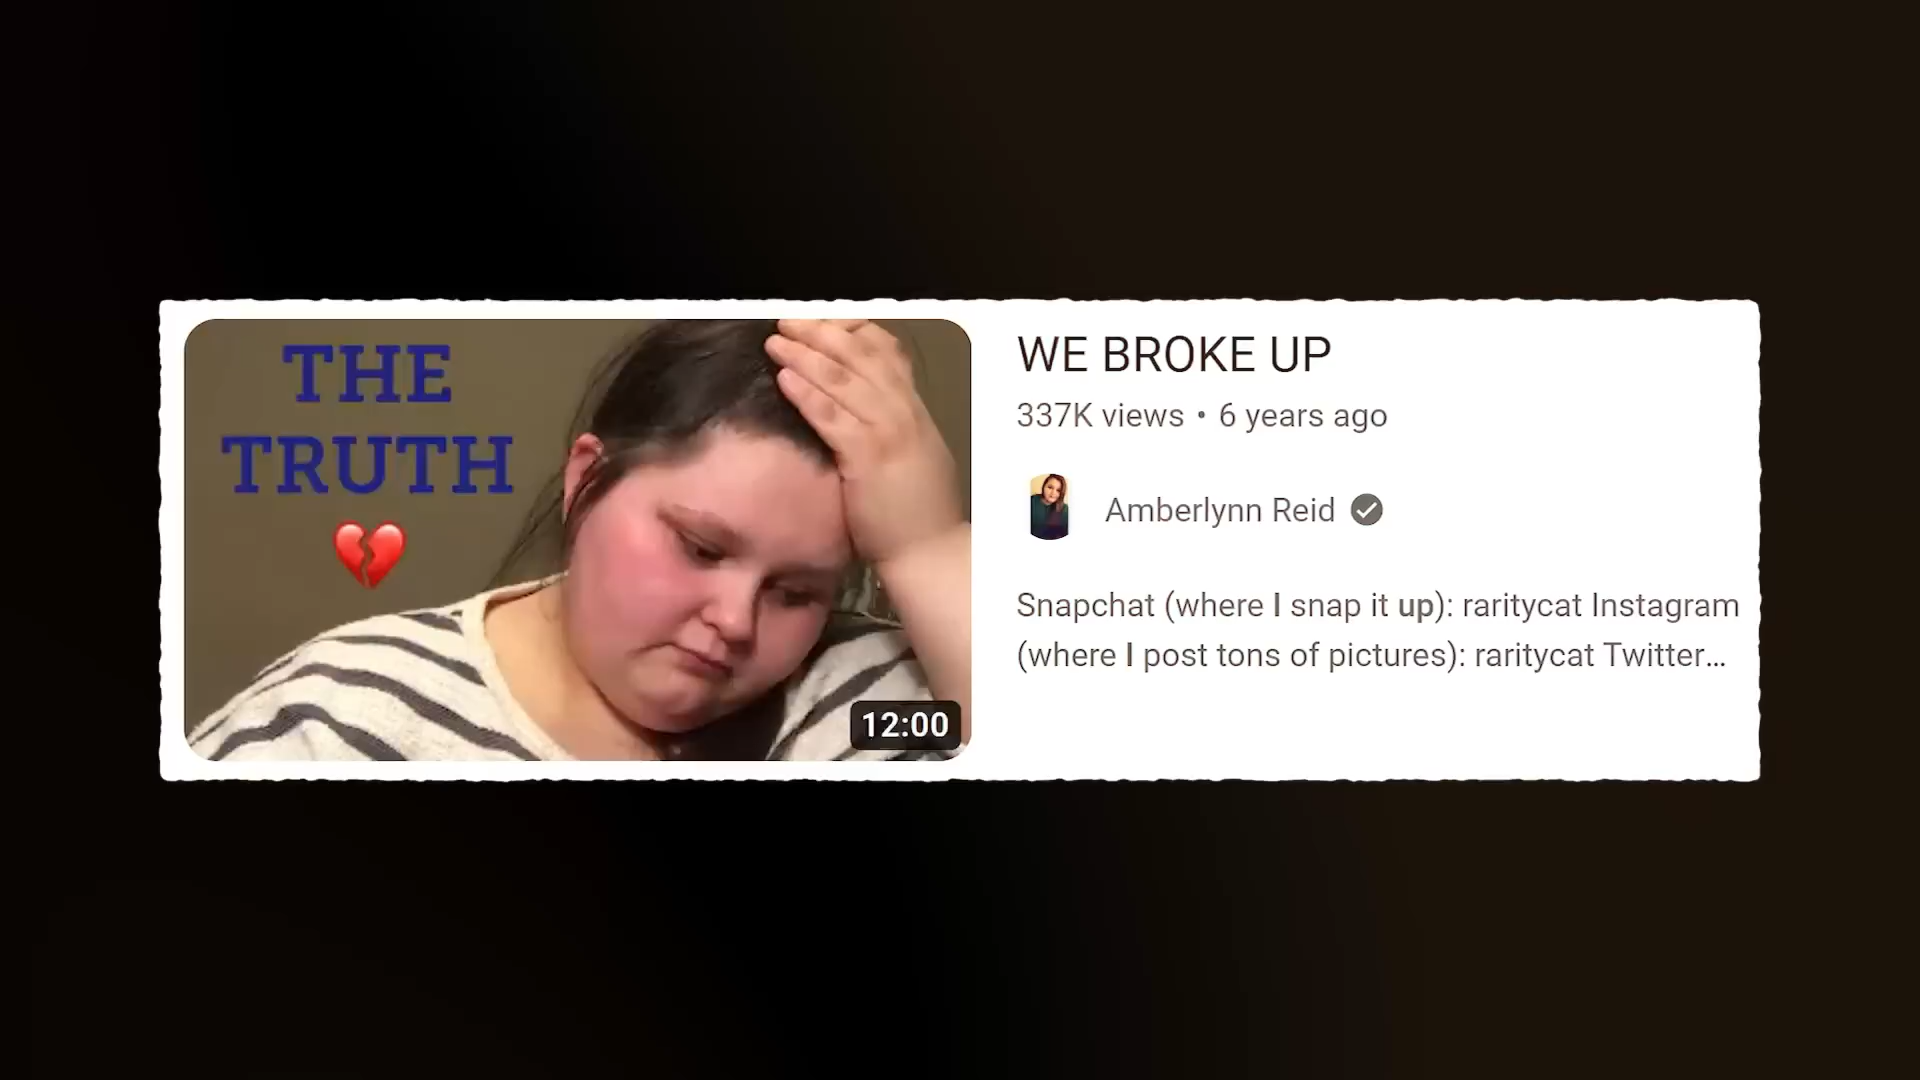 THE
TRUTH
12:00
WE BROKE UP
337K views • 6 years ago
Amberlynn Reid
Snapchat (where I snap it up): raritycat Instagram
(where I post tons of pictures): raritycat Twitter...